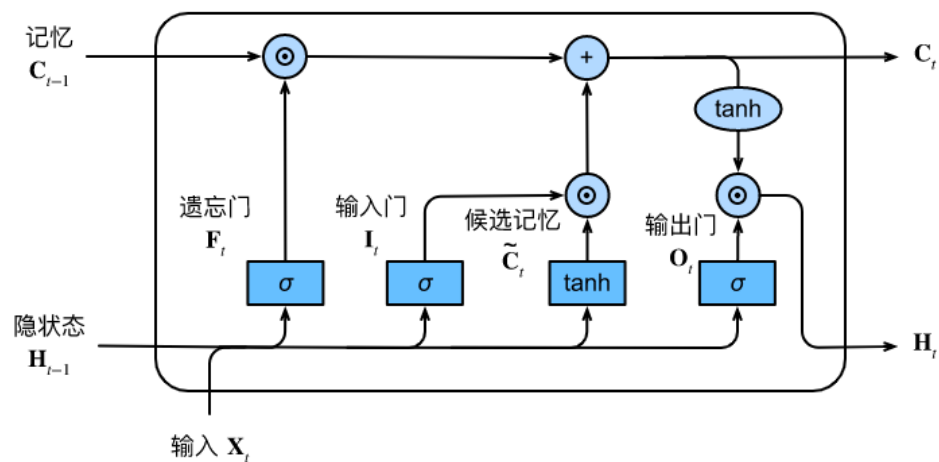 记忆
C_{t-1}
⊙
+
C_t
tanh
遗忘门
F_t
输入门
I_t
⊙
候选记忆
C̃_t
⊙
输出门
O_t
σ
σ
tanh
σ
隐状态
H_{t-1}
H_t
输入 X_t